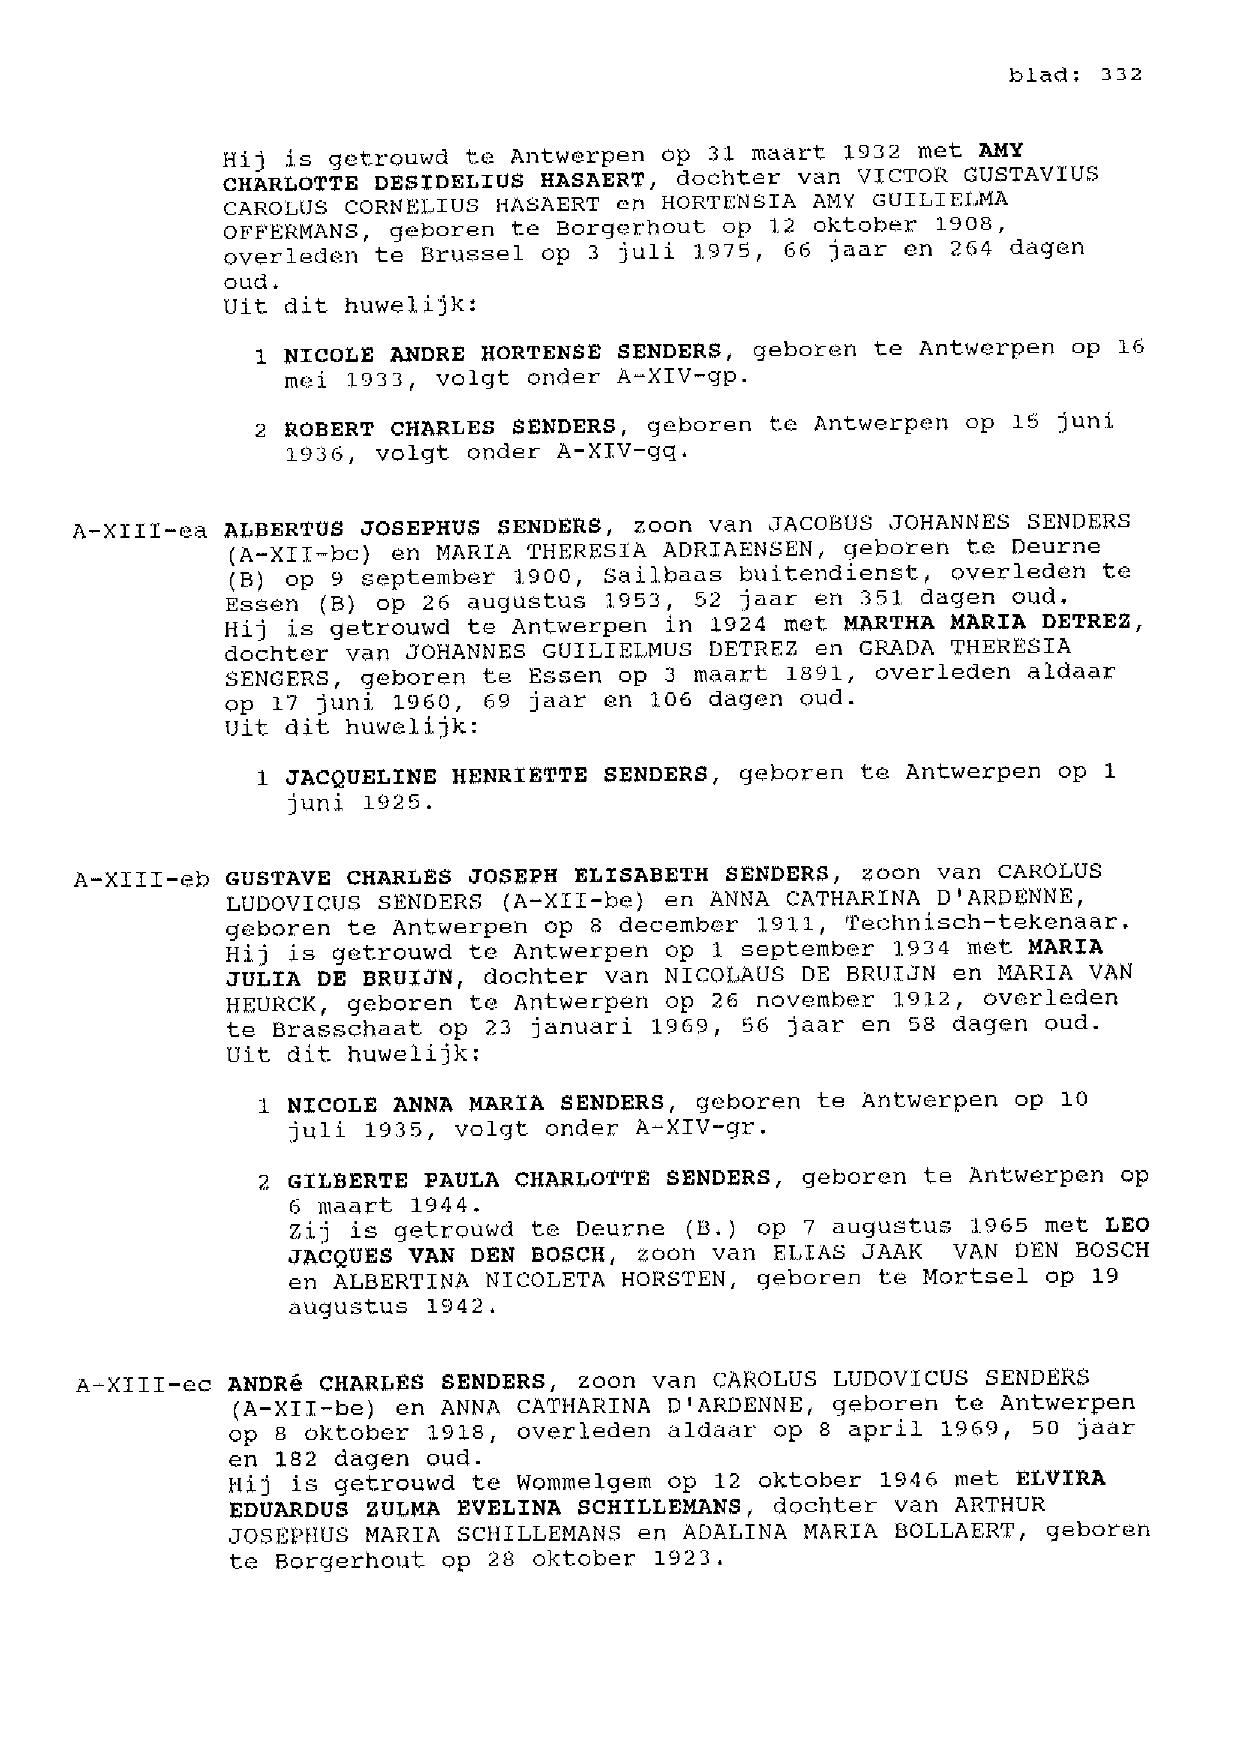 blad: 332
Hij is getrouwd te Antwerpen op 31 maart 1932 met AMY
CHARLOTTE DESIDELIUS HASAERT, dochter van VICTOR GUSTAVIUS
CAROLUS CORNELIUS HASAERT en HORTENSIA AMY GUILIELMA
OFFERMANS, geboren te Borgerhout op 12 oktober 1908,
overleden te Brussel op 3 juli 1975, 66 jaar en 264 dagen
oud.
Uit dit huwelijk:
1 NICOLE ANDRE HORTENSE SENDERS, geboren te Antwerpen op 16
mei 1933, volgt onder A-XIV-gp.
2 ROBERT CHARLES SENDERS, geboren te Antwerpen op 15 juni
1936, volgt onder A-XIV-gq.
A-XIII-ea ALBERTUS JOSEPHUS SENDERS, zoon van JACOBUS JOHANNES SENDERS
(A-XII-bc) en MARIA THERESIA ADRIAENSEN, geboren te Deurne
(B) op 9 september 1900, Sailbaas buitendienst, overleden te
Essen (B) op 26 augustus 1953, 52 jaar en 351 dagen oud.
Hij is getrouwd te Antwerpen in 1924 met MARTHA MARIA DETREZ,
dochter van JOHANNES GUILIELMUS DETREZ en GRADA THERESIA
SENGERS, geboren te Essen op 3 maart 1891, overleden aldaar
op 17 juni 1960, 69 jaar en 106 dagen oud.
Uit dit huwelijk:
1 JACQUELINE HENRIETTE SENDERS, geboren te Antwerpen op 1
juni 1925.
A-XIII-eb GUSTAVE CHARLES JOSEPH ELISABETH SENDERS, zoon van CAROLUS
LUDOVICUS SENDERS (A-XII-be) en ANNA CATHARINA D'ARDENNE,
geboren te Antwerpen op 8 december 1911, Technisch-tekenaar.
Hij is getrouwd te Antwerpen op 1 september 1934 met MARIA
JULIA DE BRUIJN, dochter van NICOLAUS DE BRUIJN en MARIA VAN
HEURCK, geboren te Antwerpen op 26 november 1912, overleden
te Brasschaat op 23 januari 1969, 56 jaar en 58 dagen oud.
Uit dit huwelijk:
1 NICOLE ANNA MARIA SENDERS, geboren te Antwerpen op 10
juli 1935, volgt onder A-XIV-gr.
2 GILBERTE PAULA CHARLOTTE SENDERS, geboren te Antwerpen op
6 maart 1944.
Zij is getrouwd te Deurne (B.) op 7 augustus 1965 met LEO
JACQUES VAN DEN BOSCH, zoon van ELIAS JAAK VAN DEN BOSCH
en ALBERTINA NICOLETA HORSTEN, geboren te Mortsel op 19
augustus 1942.
A-XIII-ec ANDRé CHARLES SENDERS, zoon van CAROLUS LUDOVICUS SENDERS
(A-XII-be) en ANNA CATHARINA D'ARDENNE, geboren te Antwerpen
op 8 oktober 1918, overleden aldaar op 8 april 1969, 50 jaar
en 182 dagen oud.
Hij is getrouwd te Wommelgem op 12 oktober 1946 met ELVIRA
EDUARDUS ZULMA EVELINA SCHILLEMANS, dochter van ARTHUR
JOSEPHUS MARIA SCHILLEMANS en ADALINA MARIA BOLLAERT, geboren
te Borgerhout op 28 oktober 1923.